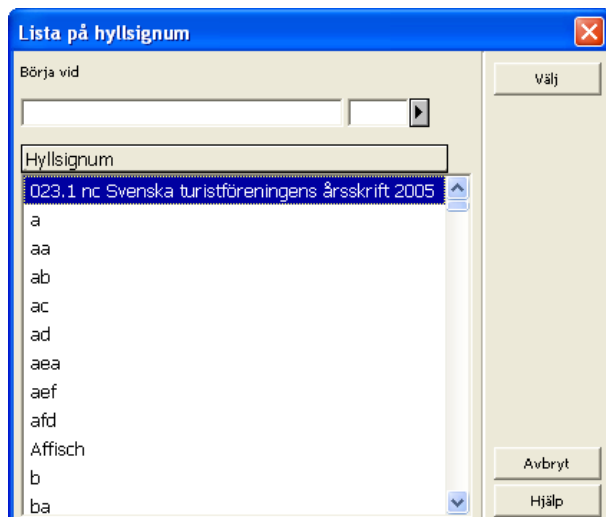 Lista på hyllsignum
Börja vid
Välj
Hyllsignum
023.1 nc Svenska turistföreningens årsskrift 2005
a
aa
ab
ac
ad
aea
aef
afd
Affisch
b
ba
Avbryt
Hjälp